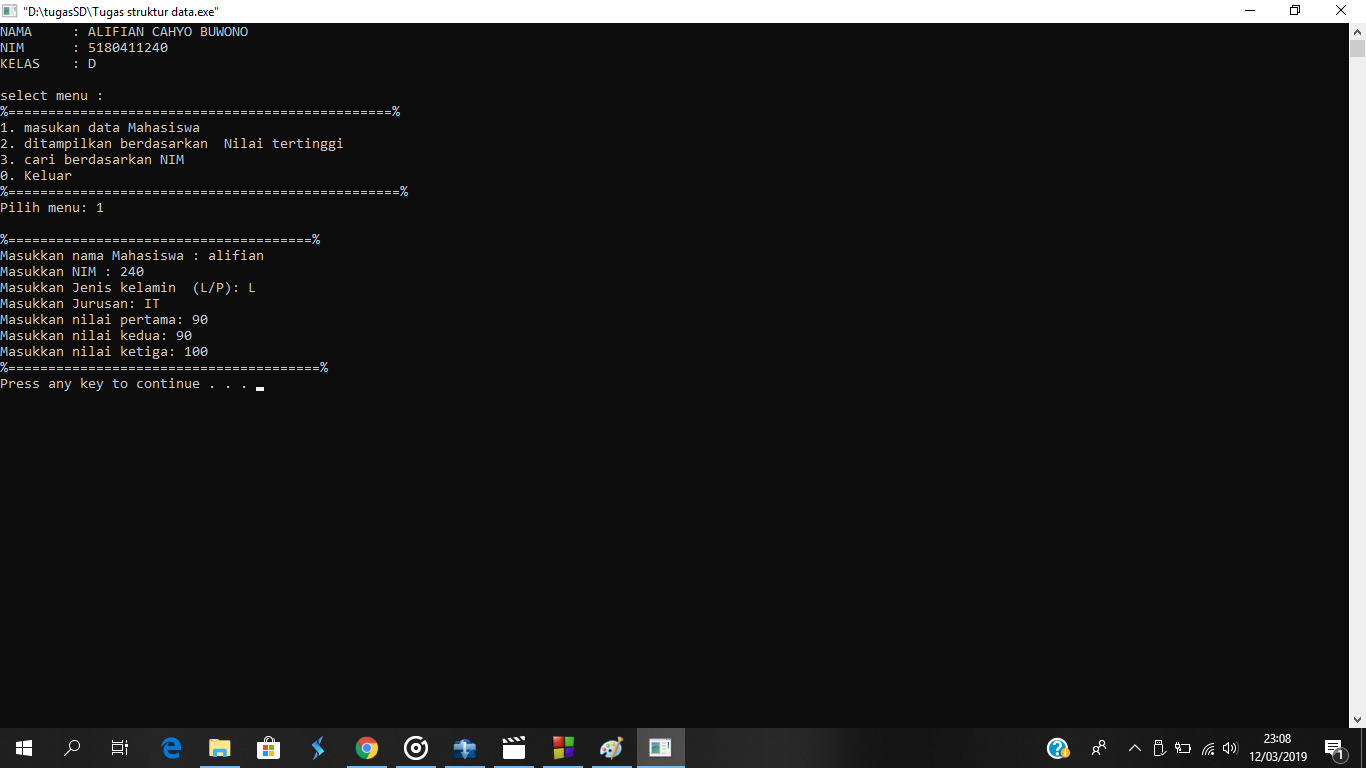 "D:\tugasSD\Tugas struktur data.exe"
NAMA     : ALIFIAN CAHYO BUWONO
NIM      : 5180411240
KELAS    : D
select menu :
%================================================%
1. masukan data Mahasiswa
2. ditampilkan berdasarkan  Nilai tertinggi
3. cari berdasarkan NIM
0. Keluar
%=================================================%
Pilih menu: 1
%======================================%
Masukkan nama Mahasiswa : alifian
Masukkan NIM : 240
Masukkan Jenis kelamin  (L/P): L
Masukkan Jurusan: IT
Masukkan nilai pertama: 90
Masukkan nilai kedua: 90
Masukkan nilai ketiga: 100
%=======================================%
Press any key to continue . . .
23:08
12/03/2019
1